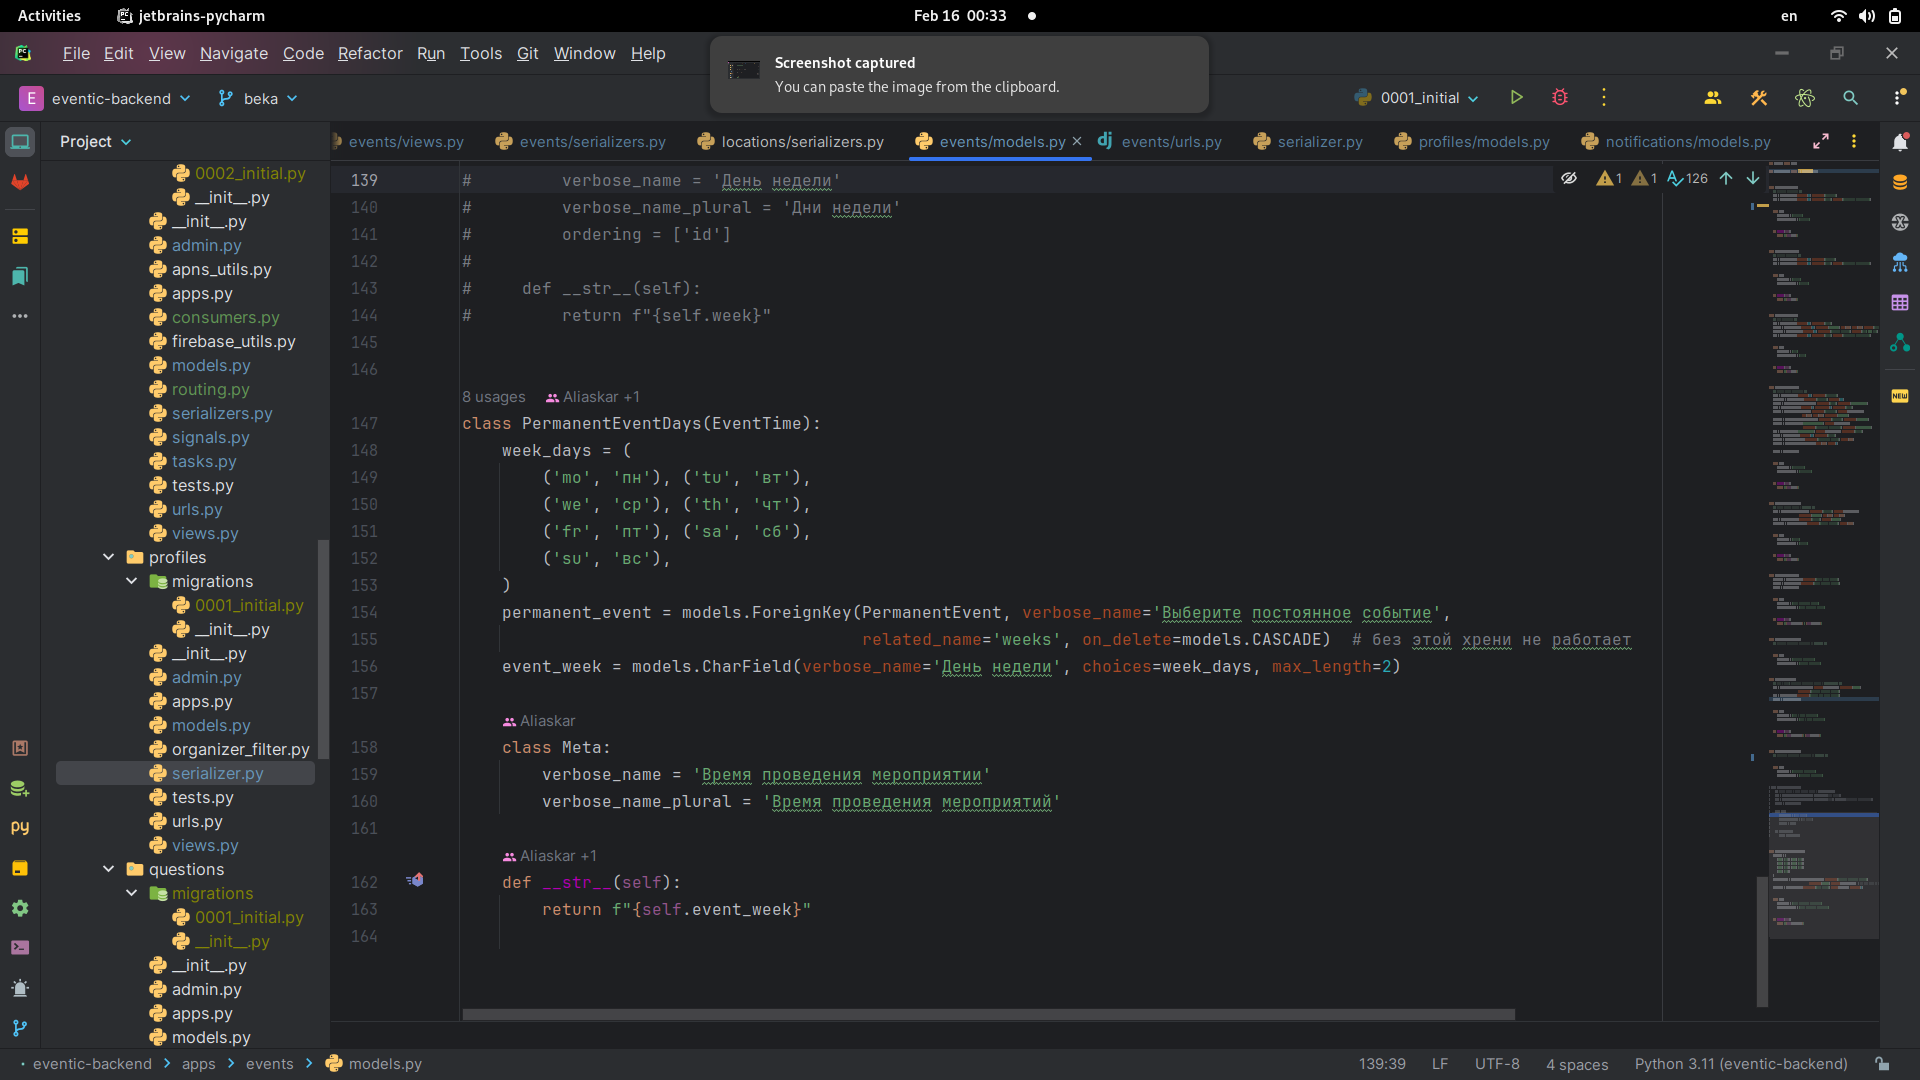 Activities jetbrains-pycharm Feb 16 00:33 en
File Edit View Navigate Code Refactor Run Tools Git Window Help
Screenshot captured
You can paste the image from the clipboard.
E eventic-backend beka 0001_initial
Project
events/views.py events/serializers.py locations/serializers.py events/models.py events/urls.py serializer.py profiles/models.py notifications/models.py
0002_initial.py
__init__.py
__init__.py
admin.py
apns_utils.py
apps.py
consumers.py
firebase_utils.py
models.py
routing.py
serializers.py
signals.py
tasks.py
tests.py
urls.py
views.py
profiles
migrations
0001_initial.py
__init__.py
__init__.py
admin.py
apps.py
models.py
organizer_filter.py
serializer.py
tests.py
urls.py
views.py
questions
migrations
0001_initial.py
__init__.py
__init__.py
admin.py
apps.py
models.py
1 1 126
139 #         verbose_name = 'День недели'
140 #         verbose_name_plural = 'Дни недели'
141 #         ordering = ['id']
142 #
143 #     def __str__(self):
144 #         return f"{self.week}"
145
146
8 usages Aliaskar +1
147 class PermanentEventDays(EventTime):
148     week_days = (
149         ('mo', 'пн'), ('tu', 'вт'),
150         ('we', 'ср'), ('th', 'чт'),
151         ('fr', 'пт'), ('sa', 'сб'),
152         ('su', 'вс'),
153     )
154     permanent_event = models.ForeignKey(PermanentEvent, verbose_name='Выберите постоянное событие',
155                                         related_name='weeks', on_delete=models.CASCADE)  # без этой хрени не работает
156     event_week = models.CharField(verbose_name='День недели', choices=week_days, max_length=2)
157
Aliaskar
158     class Meta:
159         verbose_name = 'Время проведения мероприятии'
160         verbose_name_plural = 'Время проведения мероприятий'
161
Aliaskar +1
162     def __str__(self):
163         return f"{self.event_week}"
164
NEW
py
eventic-backend apps events models.py 139:39 LF UTF-8 4 spaces Python 3.11 (eventic-backend)